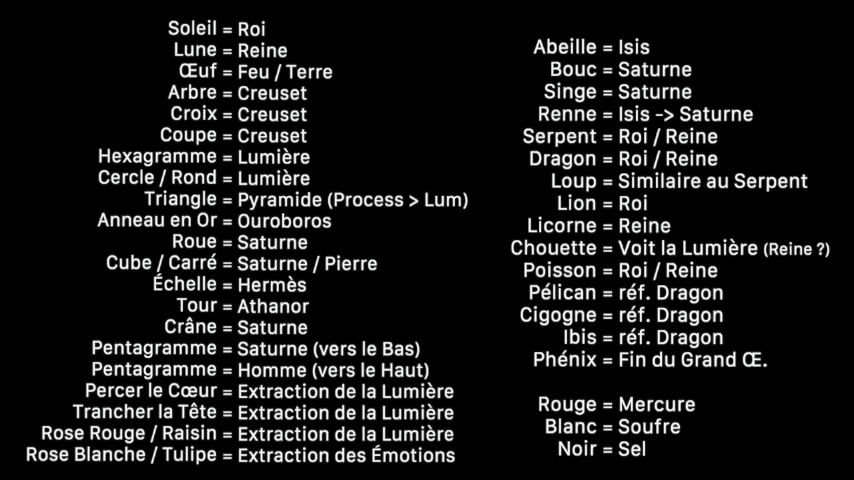 Soleil = Roi
Lune = Reine
Œuf = Feu / Terre
Arbre = Creuset
Croix = Creuset
Coupe = Creuset
Hexagramme = Lumière
Cercle / Rond = Lumière
Triangle = Pyramide (Process > Lum)
Anneau en Or = Ouroboros
Roue = Saturne
Cube / Carré = Saturne / Pierre
Échelle = Hermès
Tour = Athanor
Crâne = Saturne
Pentagramme = Saturne (vers le Bas)
Pentagramme = Homme (vers le Haut)
Percer le Cœur = Extraction de la Lumière
Trancher la Tête = Extraction de la Lumière
Rose Rouge / Raisin = Extraction de la Lumière
Rose Blanche / Tulipe = Extraction des Émotions
Abeille = Isis
Bouc = Saturne
Singe = Saturne
Renne = Isis -> Saturne
Serpent = Roi / Reine
Dragon = Roi / Reine
Loup = Similaire au Serpent
Lion = Roi
Licorne = Reine
Chouette = Voit la Lumière (Reine ?)
Poisson = Roi / Reine
Pélican = réf. Dragon
Cigogne = réf. Dragon
Ibis = réf. Dragon
Phénix = Fin du Grand Œ.
Rouge = Mercure
Blanc = Soufre
Noir = Sel